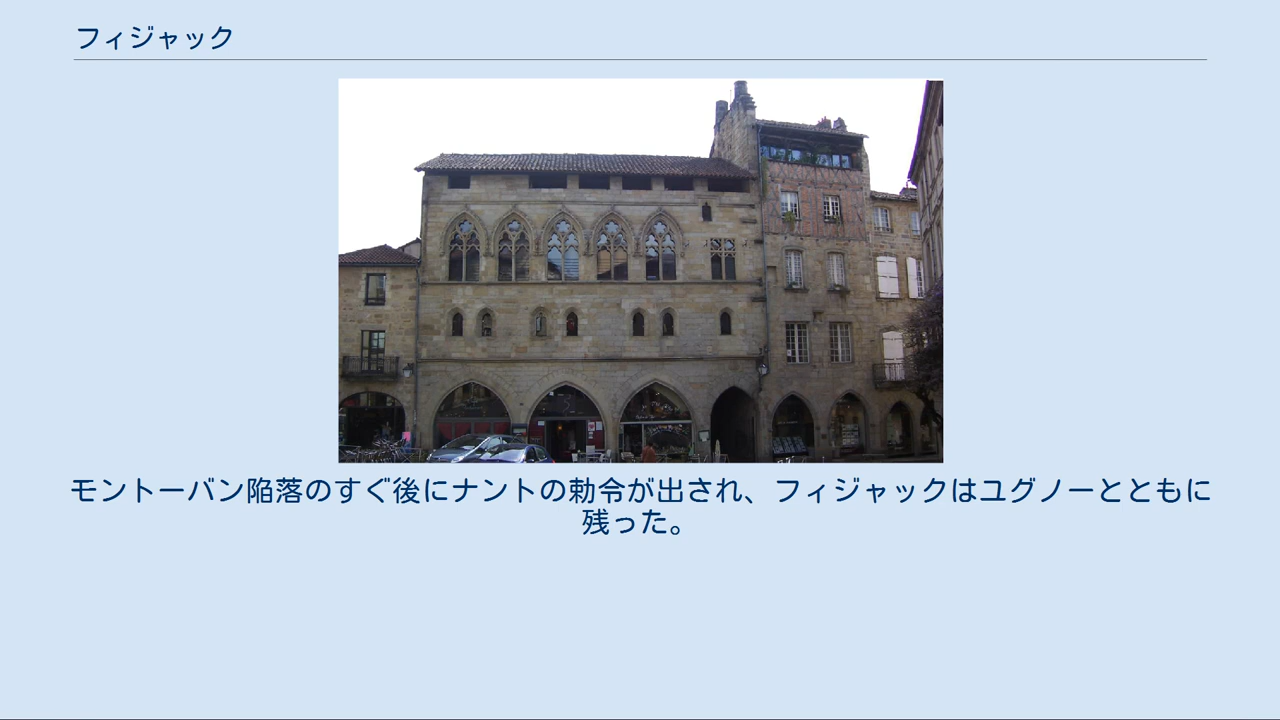 フィジャック
モントーバン陥落のすぐ後にナントの勅令が出され、フィジャックはユグノーとともに
残った。